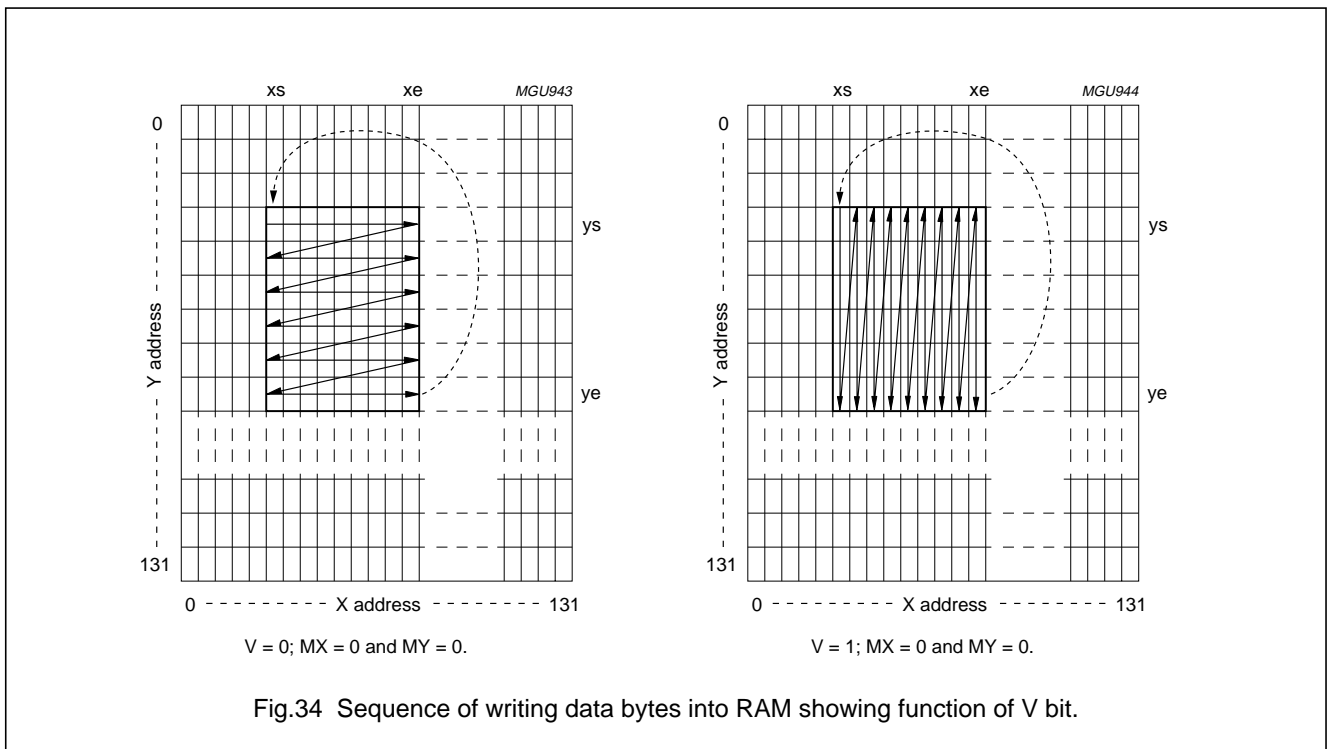 xs xe MGU943
0
ys
Y address
ye
131
0 X address 131
V = 0; MX = 0 and MY = 0.
xs xe MGU944
0
ys
Y address
ye
131
0 X address 131
V = 1; MX = 0 and MY = 0.
Fig.34 Sequence of writing data bytes into RAM showing function of V bit.